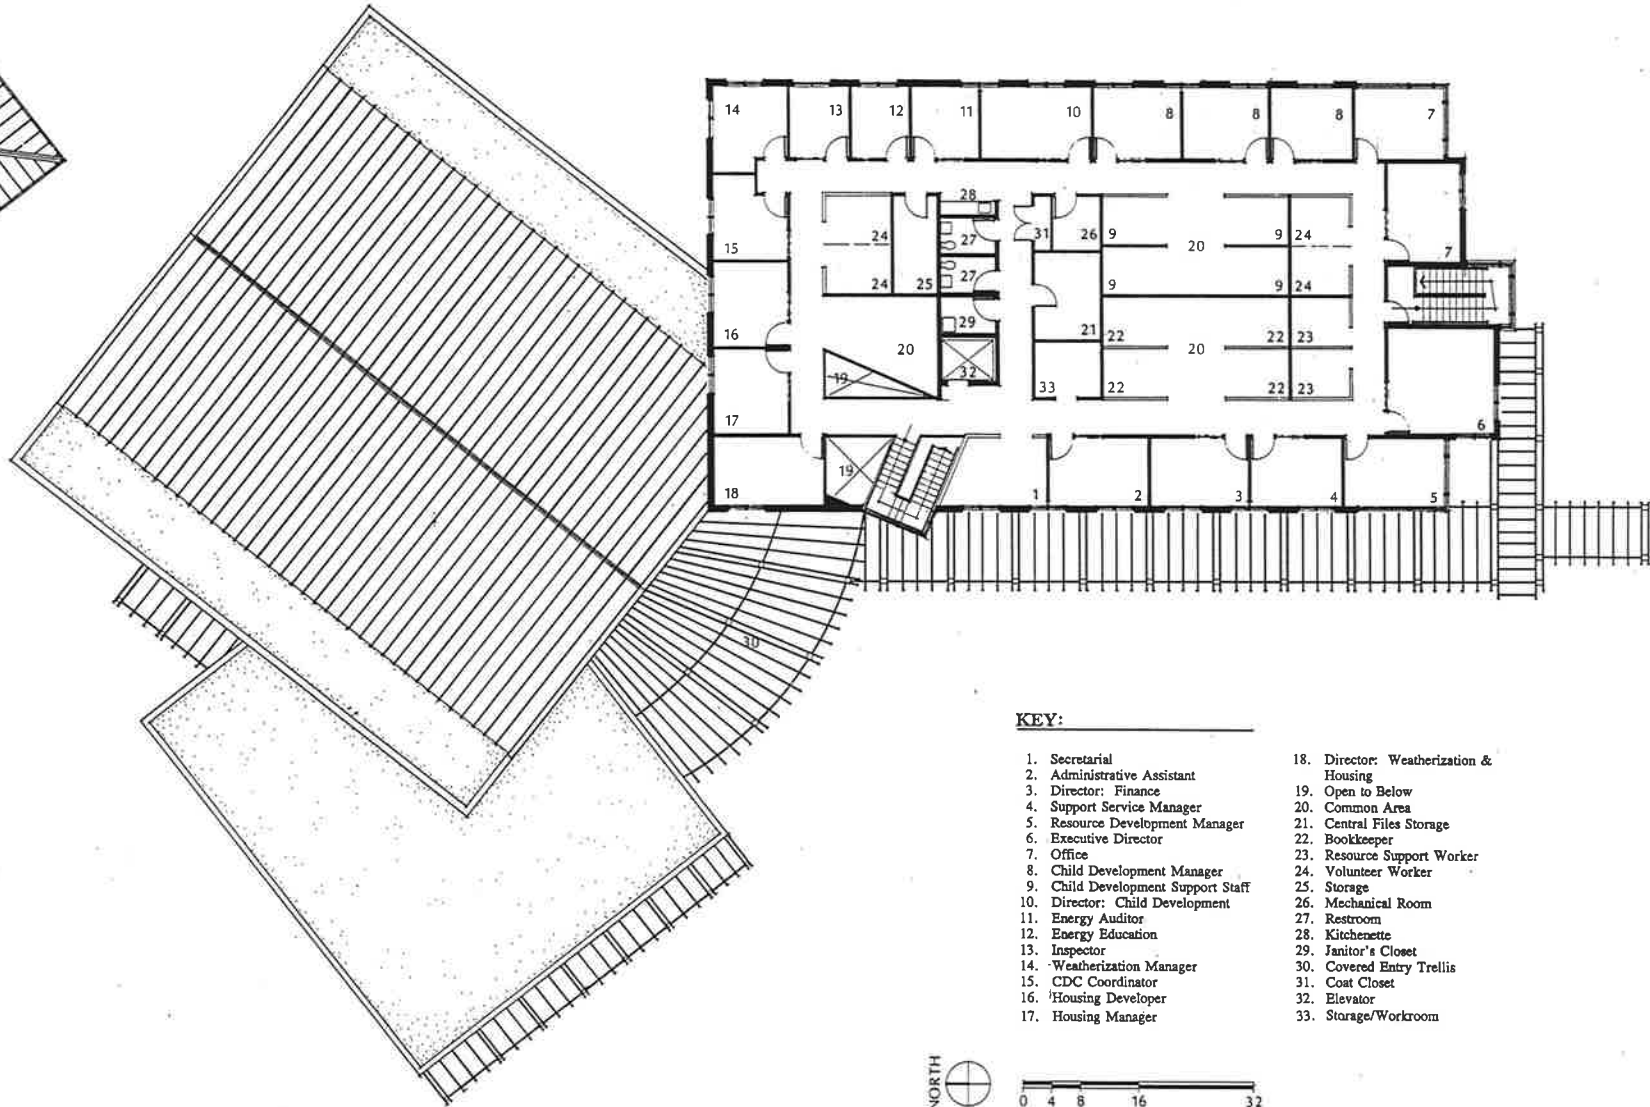 14 13 12 11 10 8 8 8 7
28
24 27 31 26 9 20 9 24 7
15
24 25 27 9 9 24
29 21 22 22 23
16 20 20
19 32 33 22 22 23
17 6
19
18 1 2 3 4 5
30
KEY:
1. Secretarial
2. Administrative Assistant
3. Director: Finance
4. Support Service Manager
5. Resource Development Manager
6. Executive Director
7. Office
8. Child Development Manager
9. Child Development Support Staff
10. Director: Child Development
11. Energy Auditor
12. Energy Education
13. Inspector
14. Weatherization Manager
15. CDC Coordinator
16. Housing Developer
17. Housing Manager
18. Director: Weatherization &
Housing
19. Open to Below
20. Common Area
21. Central Files Storage
22. Bookkeeper
23. Resource Support Worker
24. Volunteer Worker
25. Storage
26. Mechanical Room
27. Restroom
28. Kitchenette
29. Janitor's Closet
30. Covered Entry Trellis
31. Coat Closet
32. Elevator
33. Storage/Workroom
NORTH
0 4 8 16 32